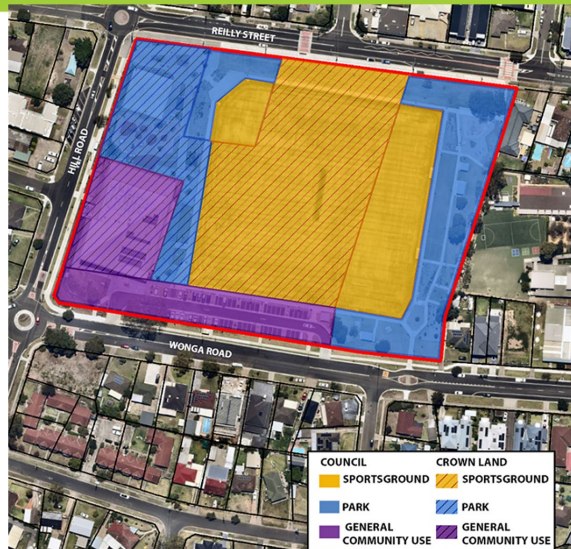 REILLY STREET
HILL ROAD
WONGA ROAD
COUNCIL
SPORTSGROUND
PARK
GENERAL
COMMUNITY USE
CROWN LAND
SPORTSGROUND
PARK
GENERAL
COMMUNITY USE